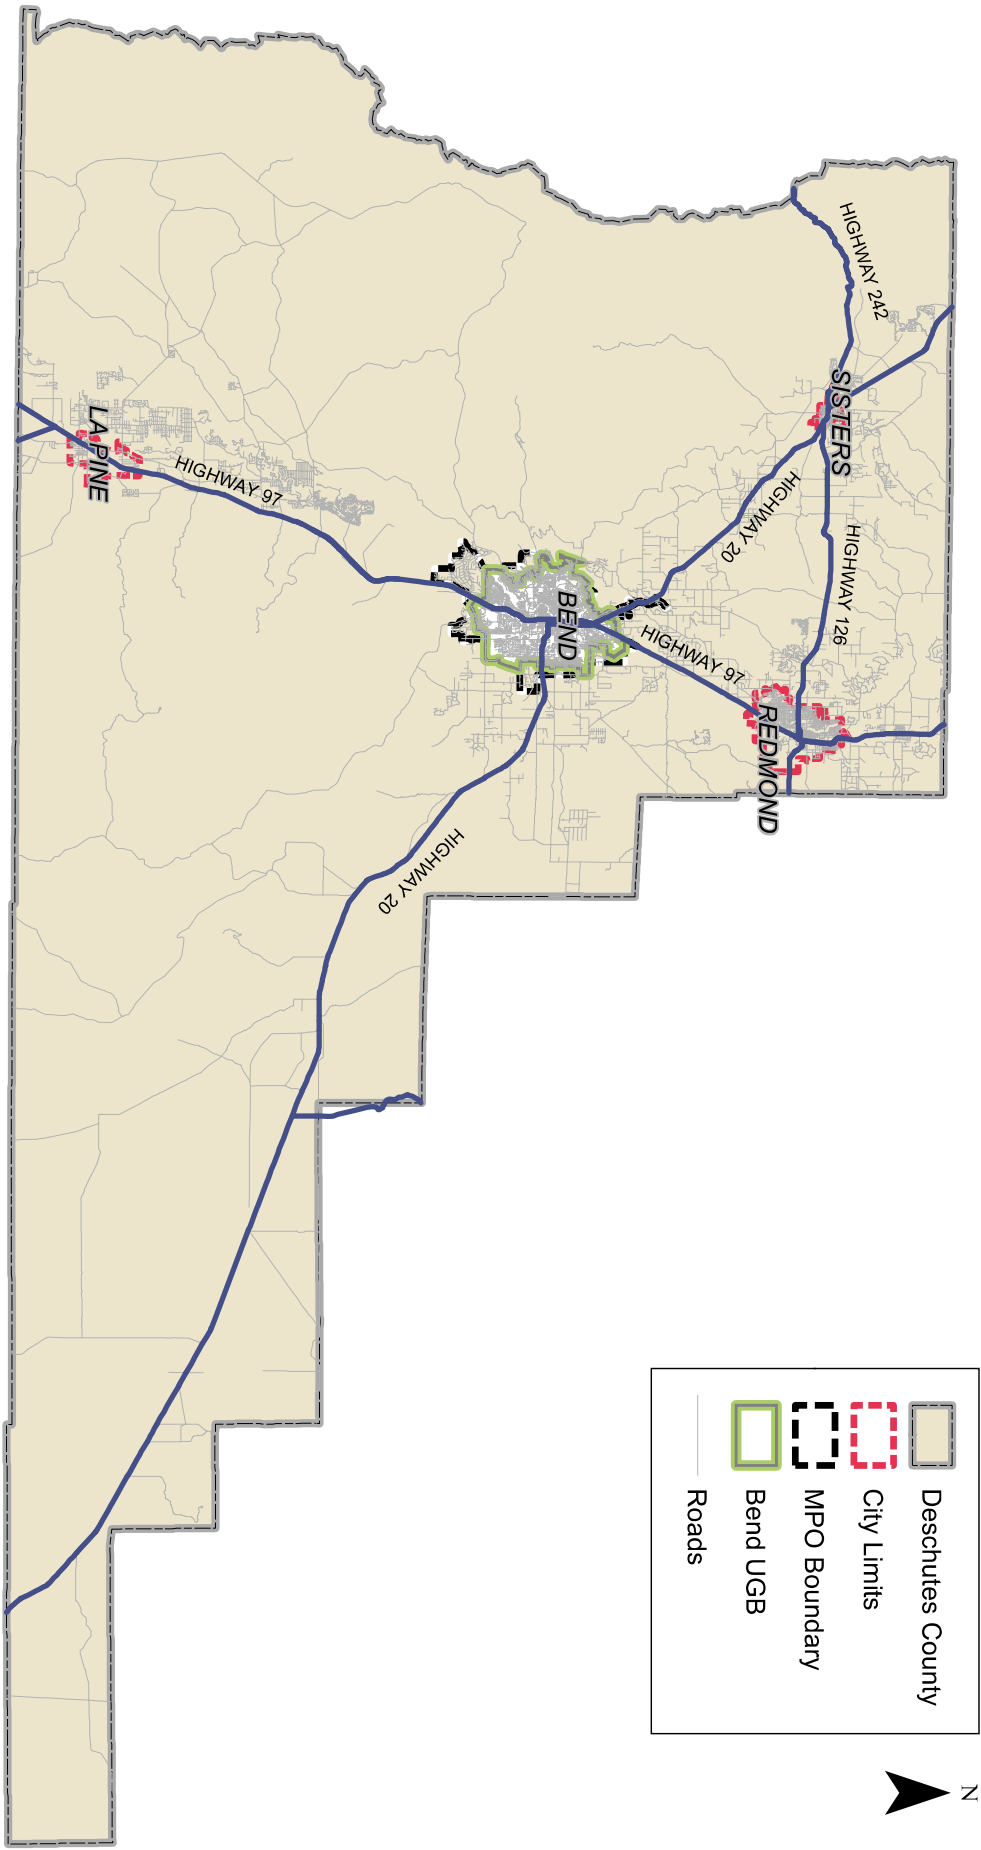 HIGHWAY 242
SISTERS
HIGHWAY 20
HIGHWAY 126
HIGHWAY 97
REDMOND
BEND
HIGHWAY 97
LA PINE
HIGHWAY 20
Deschutes County
City Limits
MPO Boundary
Bend UGB
Roads
N